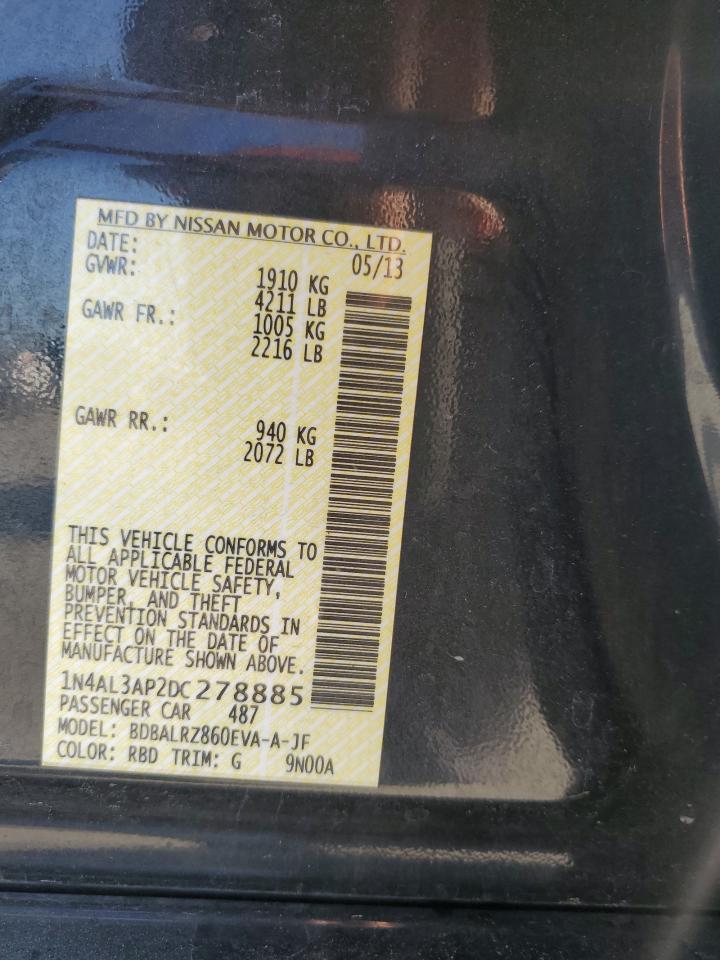 MFD BY NISSAN MOTOR CO., LTD.
DATE: 05/13
GVWR: 1910 KG
4211 LB
GAWR FR.: 1005 KG
2216 LB
GAWR RR.: 940 KG
2072 LB
THIS VEHICLE CONFORMS TO
ALL APPLICABLE FEDERAL
MOTOR VEHICLE SAFETY,
BUMPER, AND THEFT
PREVENTION STANDARDS IN
EFFECT ON THE DATE OF
MANUFACTURE SHOWN ABOVE.
1N4AL3AP2DC278885
PASSENGER CAR 487
MODEL: BDBALRZ860EVA-A-JF
COLOR: RBD TRIM: G 9N00A